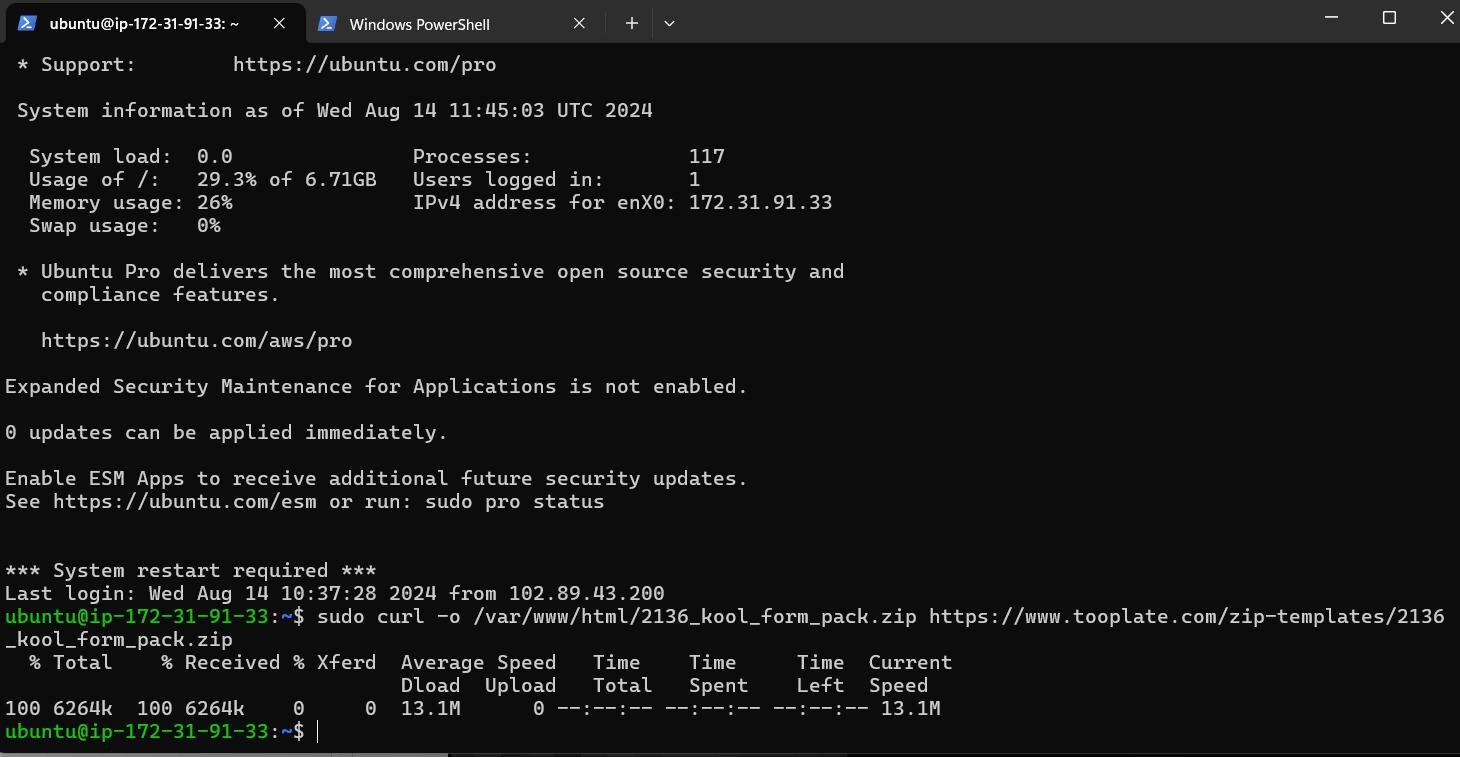 ubuntu@ip-172-31-91-33: ~
Windows PowerShell
* Support:        https://ubuntu.com/pro
System information as of Wed Aug 14 11:45:03 UTC 2024
System load:  0.0               Processes:             117
Usage of /:   29.3% of 6.71GB   Users logged in:       1
Memory usage: 26%               IPv4 address for enX0: 172.31.91.33
Swap usage:   0%
* Ubuntu Pro delivers the most comprehensive open source security and
compliance features.
https://ubuntu.com/aws/pro
Expanded Security Maintenance for Applications is not enabled.
0 updates can be applied immediately.
Enable ESM Apps to receive additional future security updates.
See https://ubuntu.com/esm or run: sudo pro status
*** System restart required ***
Last login: Wed Aug 14 10:37:28 2024 from 102.89.43.200
ubuntu@ip-172-31-91-33:~$ sudo curl -o /var/www/html/2136_kool_form_pack.zip https://www.tooplate.com/zip-templates/2136
_kool_form_pack.zip
% Total    % Received % Xferd  Average Speed   Time    Time     Time  Current
Dload  Upload   Total   Spent    Left  Speed
100 6264k  100 6264k    0      0  13.1M      0 --:--:-- --:--:-- --:--:-- 13.1M
ubuntu@ip-172-31-91-33:~$